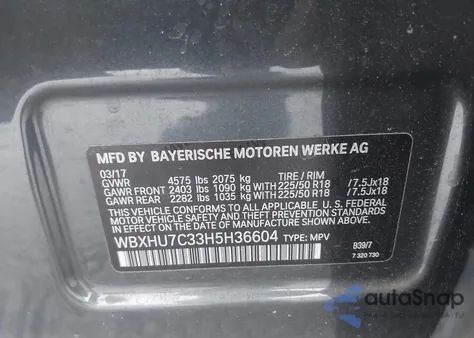 MFD BY BAYERISCHE MOTOREN WERKE AG
03/17
GVWR 4575 lbs 2075 kg TIRE / RIM
GAWR FRONT 2403 lbs 1090 kg WITH 225/50 R18 / 7.5Jx18
GAWR REAR 2282 lbs 1035 kg WITH 225/50 R18 / 7.5Jx18
THIS VEHICLE CONFORMS TO ALL APPLICABLE U.S. FEDERAL
MOTOR VEHICLE SAFETY, BUMPER, AND THEFT PREVENTION
STANDARDS IN EFFECT ON THE DATE OF MANUFACTURE SHOWN ABOVE.
WBXHU7C33H5H36604 TYPE: MPV 839/7
7 320 730
autaSnap